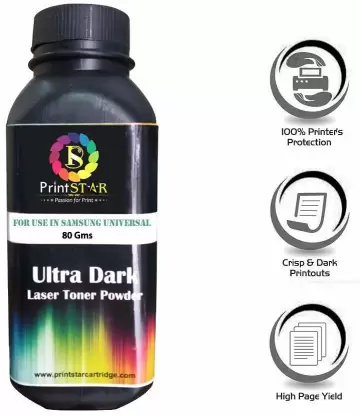 PrintSTAR
Passion for Print
FOR USE IN SAMSUNG UNIVERSAL
80 Gms
Ultra Dark
Laser Toner Powder
www.printstarcartridge.com
100% Printer's
Protection
Crisp & Dark
Printouts
High Page Yield